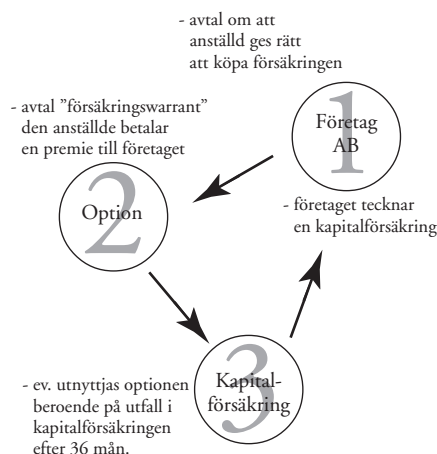 - avtal om att
anställd ges rätt
att köpa försäkringen
1
Företag
AB
- företaget tecknar
en kapitalförsäkring
- avtal ”försäkringswarrant”
den anställde betalar
en premie till företaget
2
Option
3
Kapital-
försäkring
- ev. utnyttjas optionen
beroende på utfall i
kapitalförsäkringen
efter 36 mån.